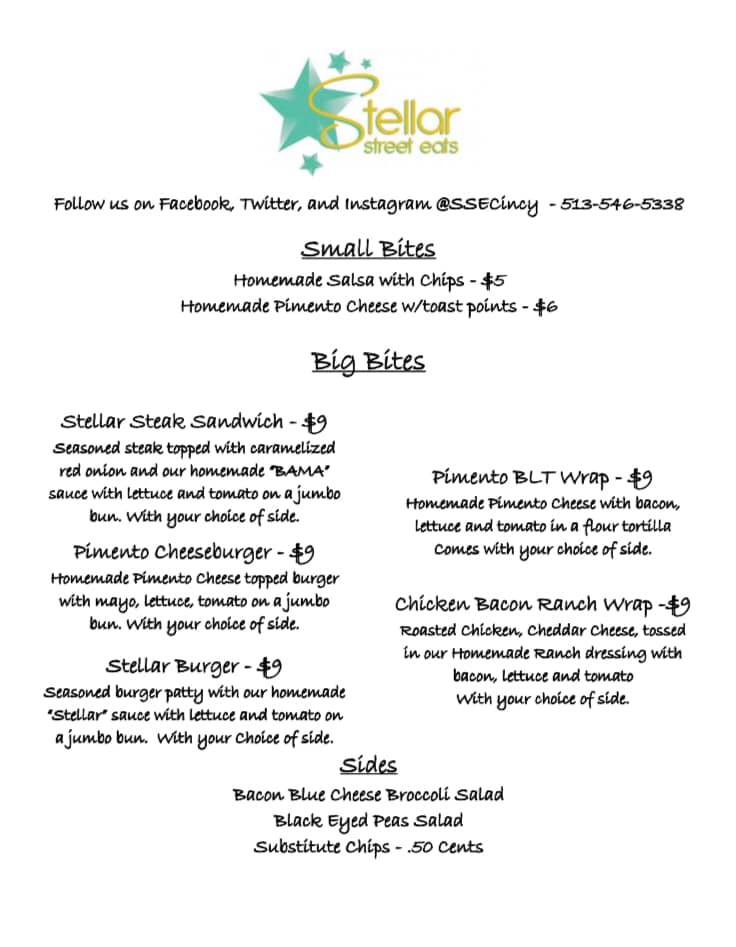 Stellar
street eats
Follow us on Facebook, Twitter, and Instagram @SSECincy - 513-546-5338
Small Bites
Homemade Salsa with Chips - $5
Homemade Pimento Cheese w/toast points - $6
Big Bites
Stellar Steak Sandwich - $9
Seasoned steak topped with caramelized
red onion and our homemade "BAMA"
sauce with lettuce and tomato on a jumbo
bun. With your choice of side.
Pimento Cheeseburger - $9
Homemade Pimento Cheese topped burger
with mayo, lettuce, tomato on a jumbo
bun. With your choice of side.
Stellar Burger - $9
Seasoned burger patty with our homemade
"Stellar" sauce with lettuce and tomato on
a jumbo bun. With your Choice of side.
Pimento BLT Wrap - $9
Homemade Pimento Cheese with bacon,
lettuce and tomato in a flour tortilla
Comes with your choice of side.
Chicken Bacon Ranch Wrap -$9
Roasted Chicken, Cheddar Cheese, tossed
in our Homemade Ranch dressing with
bacon, lettuce and tomato
With your choice of side.
Sides
Bacon Blue Cheese Broccoli Salad
Black Eyed Peas Salad
Substitute Chips - .50 Cents